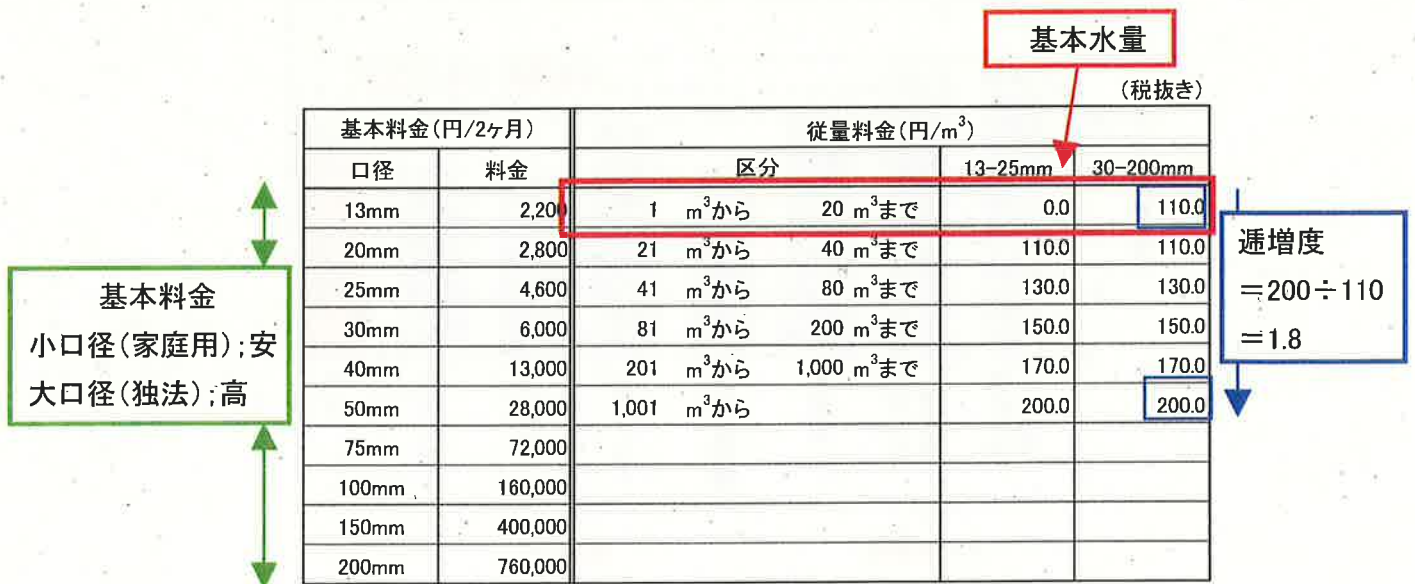 基本水量
(税抜き)
基本料金(円/2ヶ月) 従量料金(円/m³)
口径 料金 区分 13-25mm 30-200mm
13mm 2,200 1 m³から 20 m³まで 0.0 110.0
20mm 2,800 21 m³から 40 m³まで 110.0 110.0
25mm 4,600 41 m³から 80 m³まで 130.0 130.0
30mm 6,000 81 m³から 200 m³まで 150.0 150.0
40mm 13,000 201 m³から 1,000 m³まで 170.0 170.0
50mm 28,000 1,001 m³から 200.0 200.0
75mm 72,000
100mm 160,000
150mm 400,000
200mm 760,000
基本料金
小口径(家庭用);安
大口径(独法);高
逓増度
=200÷110
=1.8